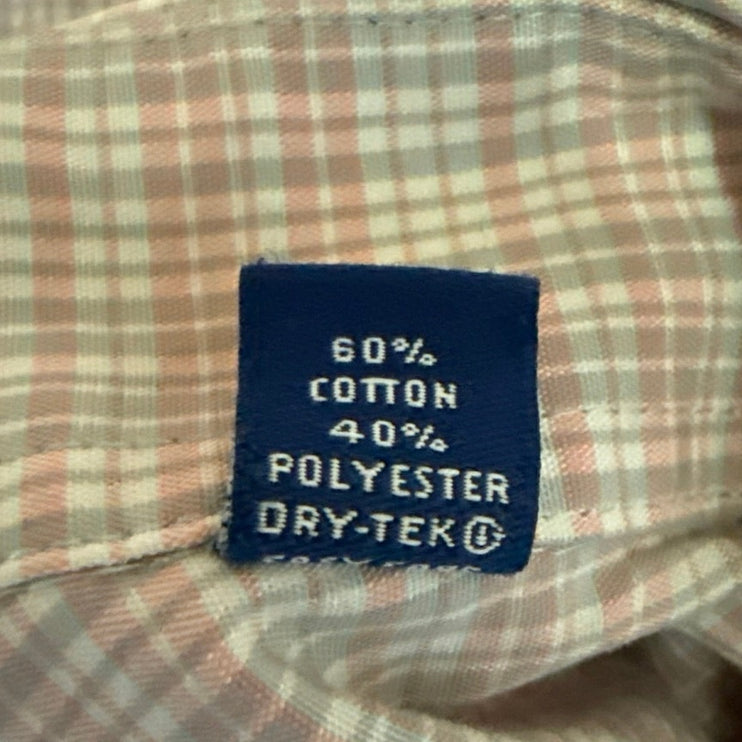 60%
COTTON
40%
POLYESTER
DRY-TEK